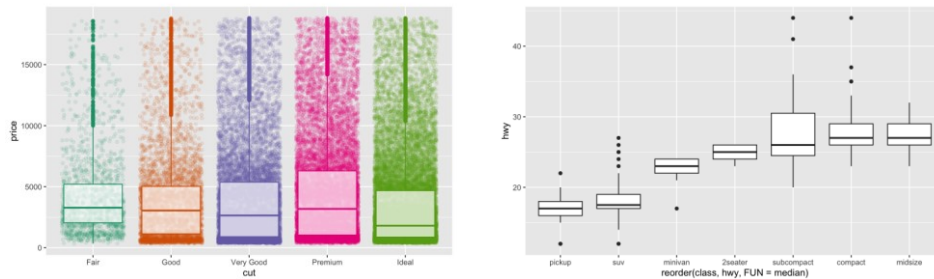 price
15000
10000
5000
0
Fair Good Very Good Premium Ideal
cut
hwy
40
30
20
pickup suv minivan 2seater subcompact compact midsize
reorder(class, hwy, FUN = median)